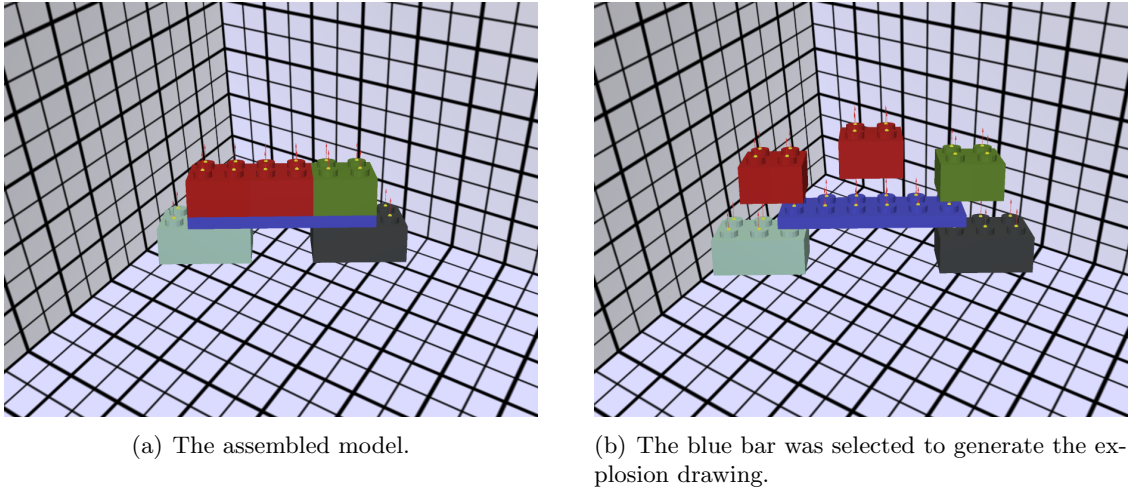 (a) The assembled model.
(b) The blue bar was selected to generate the ex-
plosion drawing.